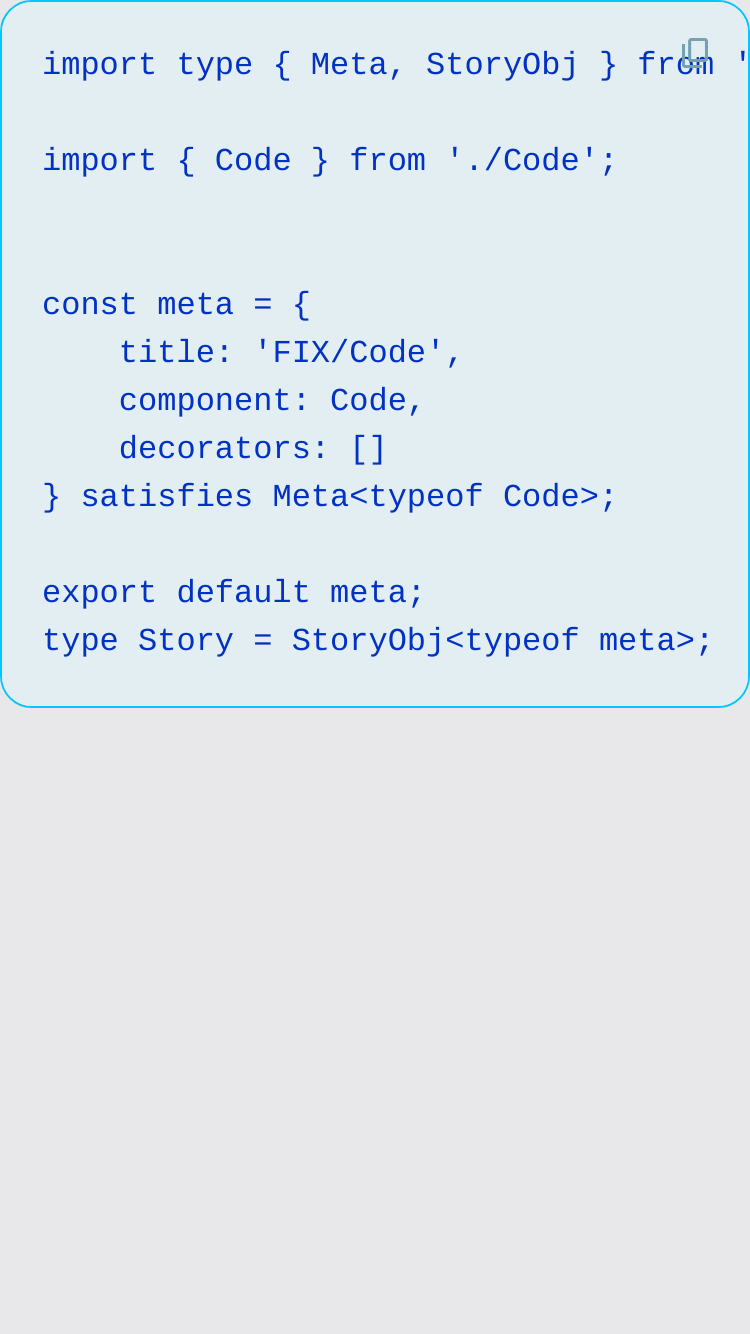 import type { Meta, StoryObj } from '
import { Code } from './Code';
const meta = {
    title: 'FIX/Code',
    component: Code,
    decorators: []
} satisfies Meta<typeof Code>;
export default meta;
type Story = StoryObj<typeof meta>;